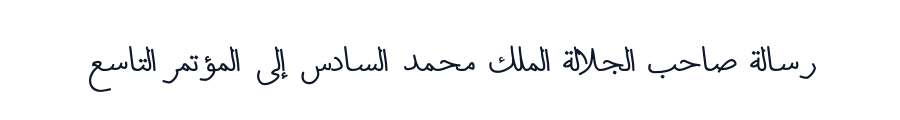 رسالة صاحب الجلالة الملك محمد السادس إلى المؤتمر التاسع